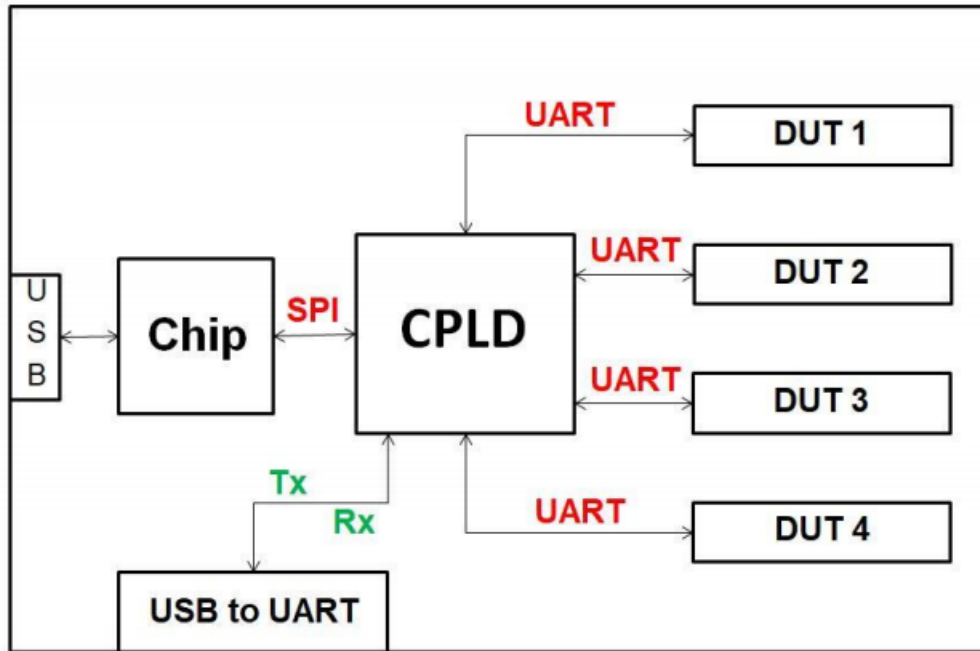 UART
DUT 1
UART
DUT 2
U
S
B
Chip
SPI
CPLD
UART
DUT 3
Tx
Rx
UART
DUT 4
USB to UART